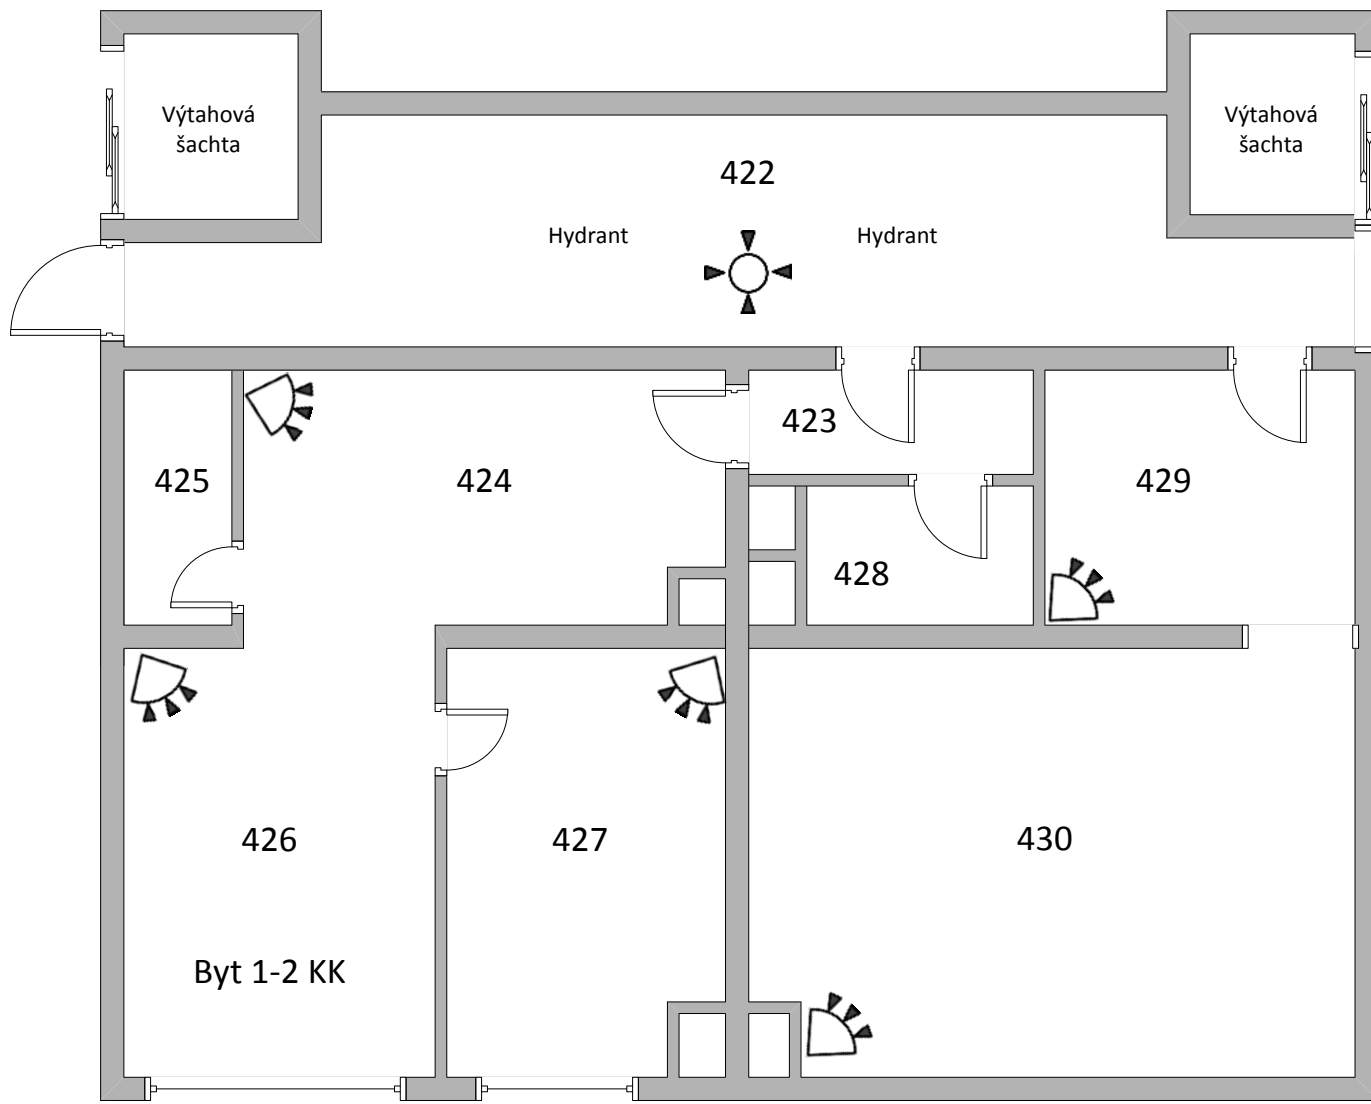 Výtahová
šachta
Výtahová
šachta
422
Hydrant
Hydrant
423
425
424
429
428
426
427
430
Byt 1-2 KK